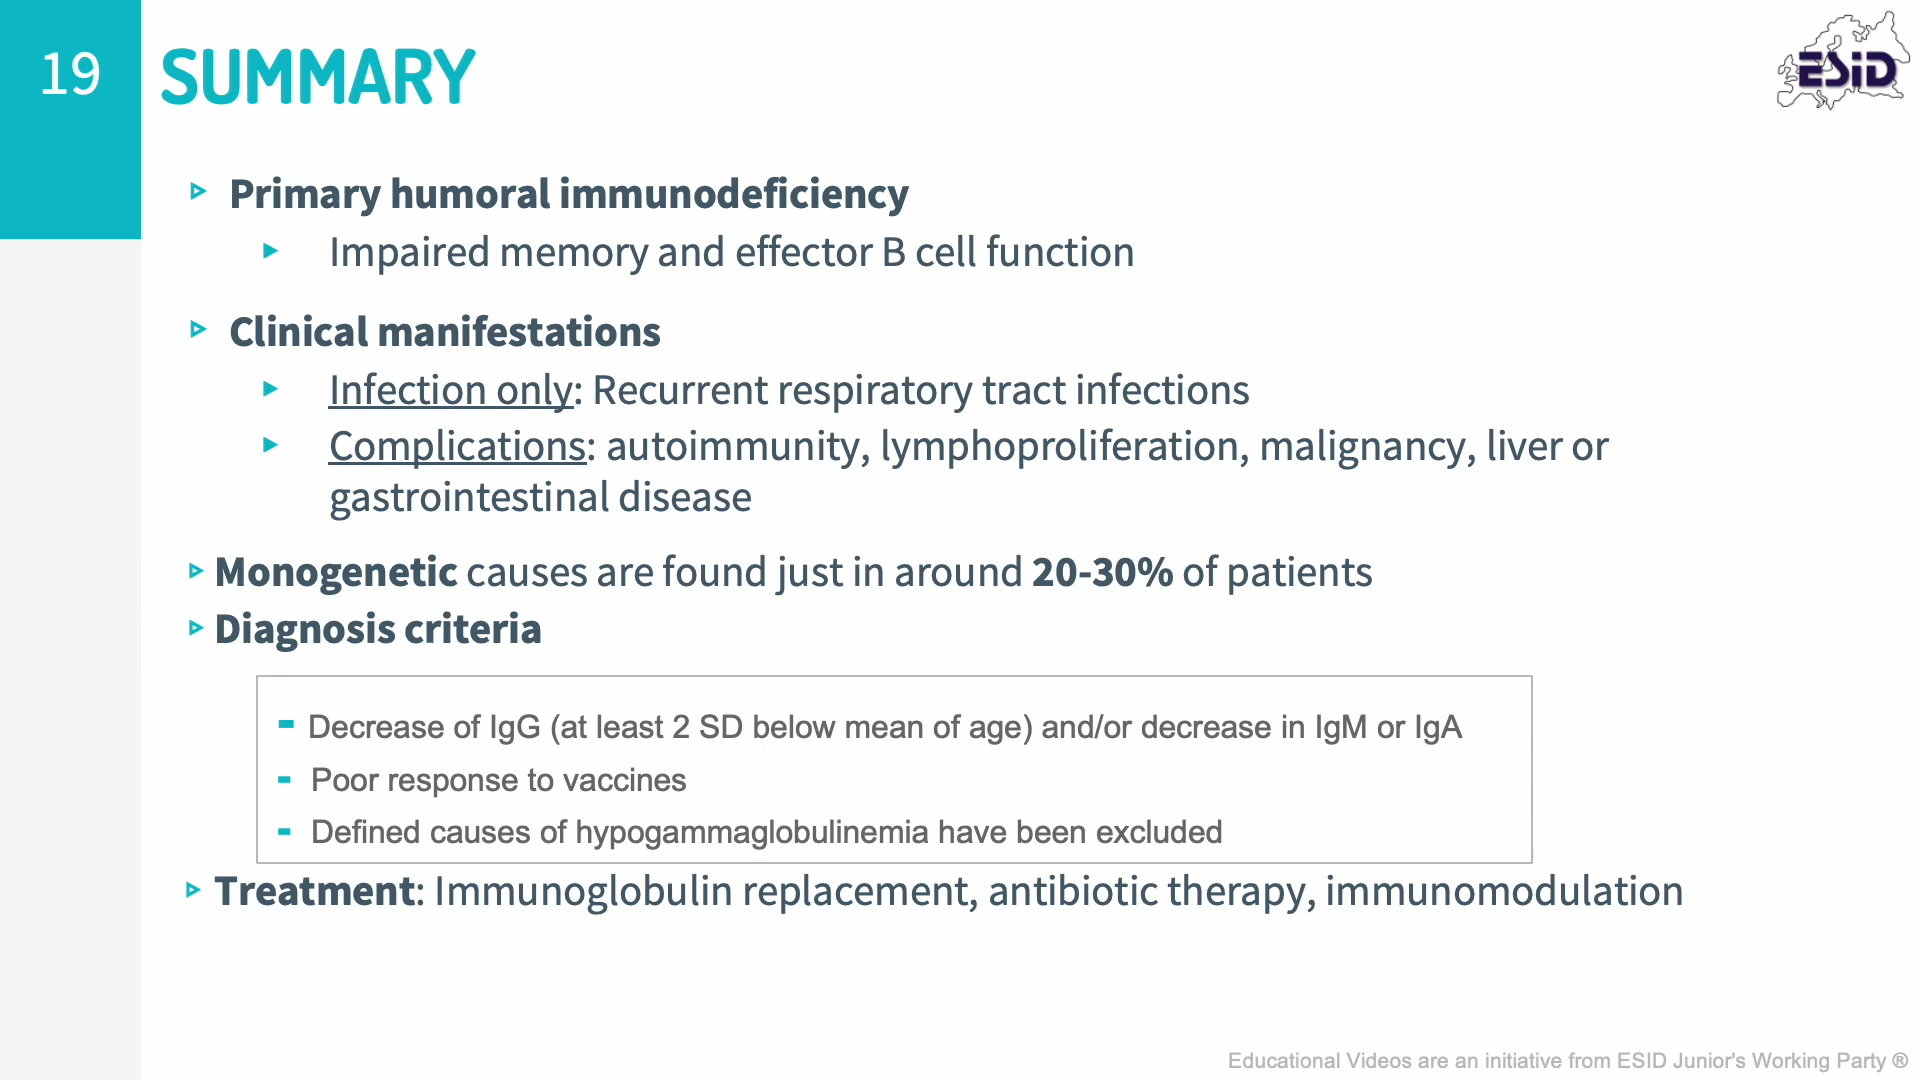 19
SUMMARY
ESiD
Primary humoral immunodeficiency
Impaired memory and effector B cell function
Clinical manifestations
Infection only: Recurrent respiratory tract infections
Complications: autoimmunity, lymphoproliferation, malignancy, liver or
gastrointestinal disease
Monogenetic causes are found just in around 20-30% of patients
Diagnosis criteria
- Decrease of IgG (at least 2 SD below mean of age) and/or decrease in IgM or IgA
- Poor response to vaccines
- Defined causes of hypogammaglobulinemia have been excluded
Treatment: Immunoglobulin replacement, antibiotic therapy, immunomodulation
Educational Videos are an initiative from ESID Junior's Working Party ®